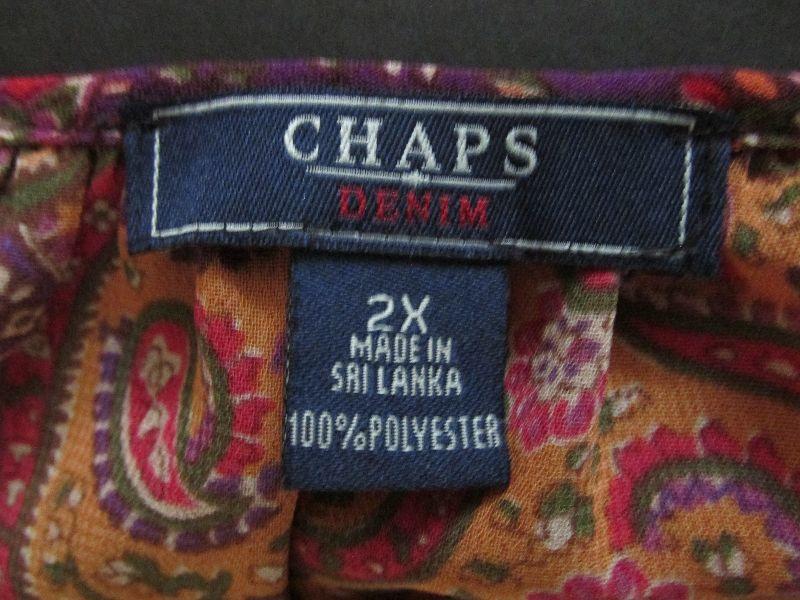 CHAPS
DENIM
2X
MADE IN
SRI LANKA
100% POLYESTER